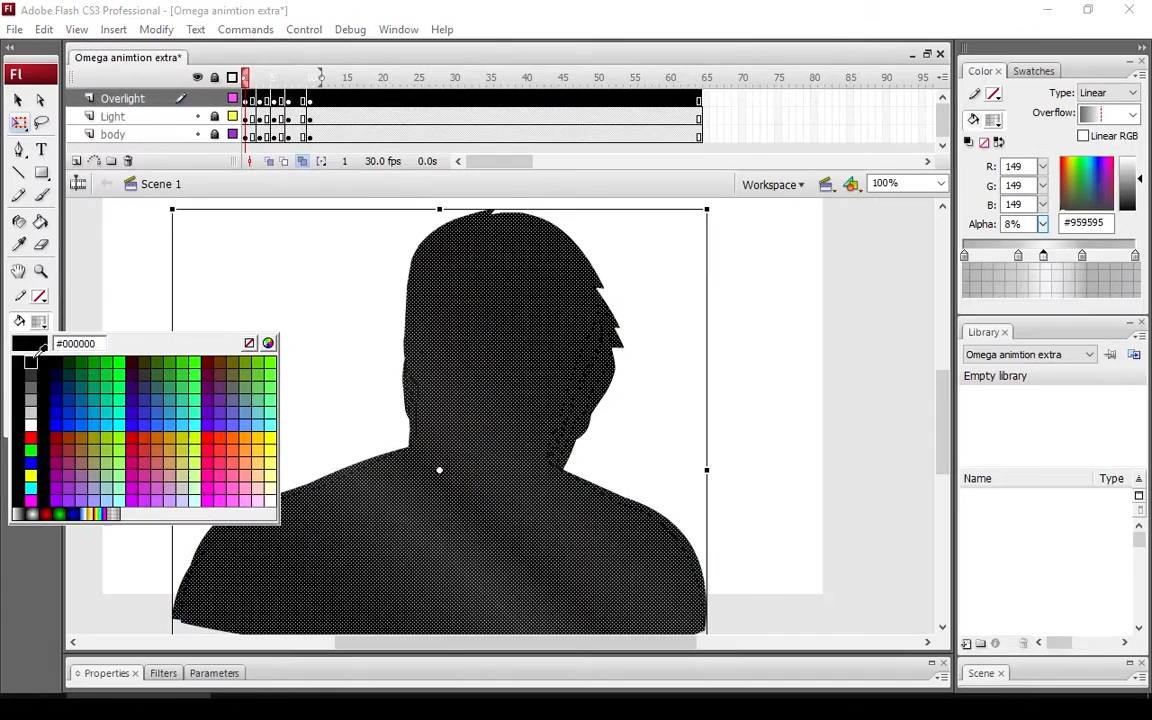 Adobe Flash CS3 Professional - [Omega animtion extra*]
File Edit View Insert Modify Text Commands Control Debug Window Help
Omega animtion extra*
5 10 15 20 25 30 35 40 45 50 55 60 65 70 75 80 85 90 95
Overlight
Light
body
1 30.0 fps 0.0s
Scene 1
Workspace
100%
#000000
Properties Filters Parameters
Color Swatches
Type: Linear
Overflow:
Linear RGB
R: 149
G: 149
B: 149
Alpha: 8% #959595
Library
Omega animtion extra
Empty library
Name Type
Scene
Fl